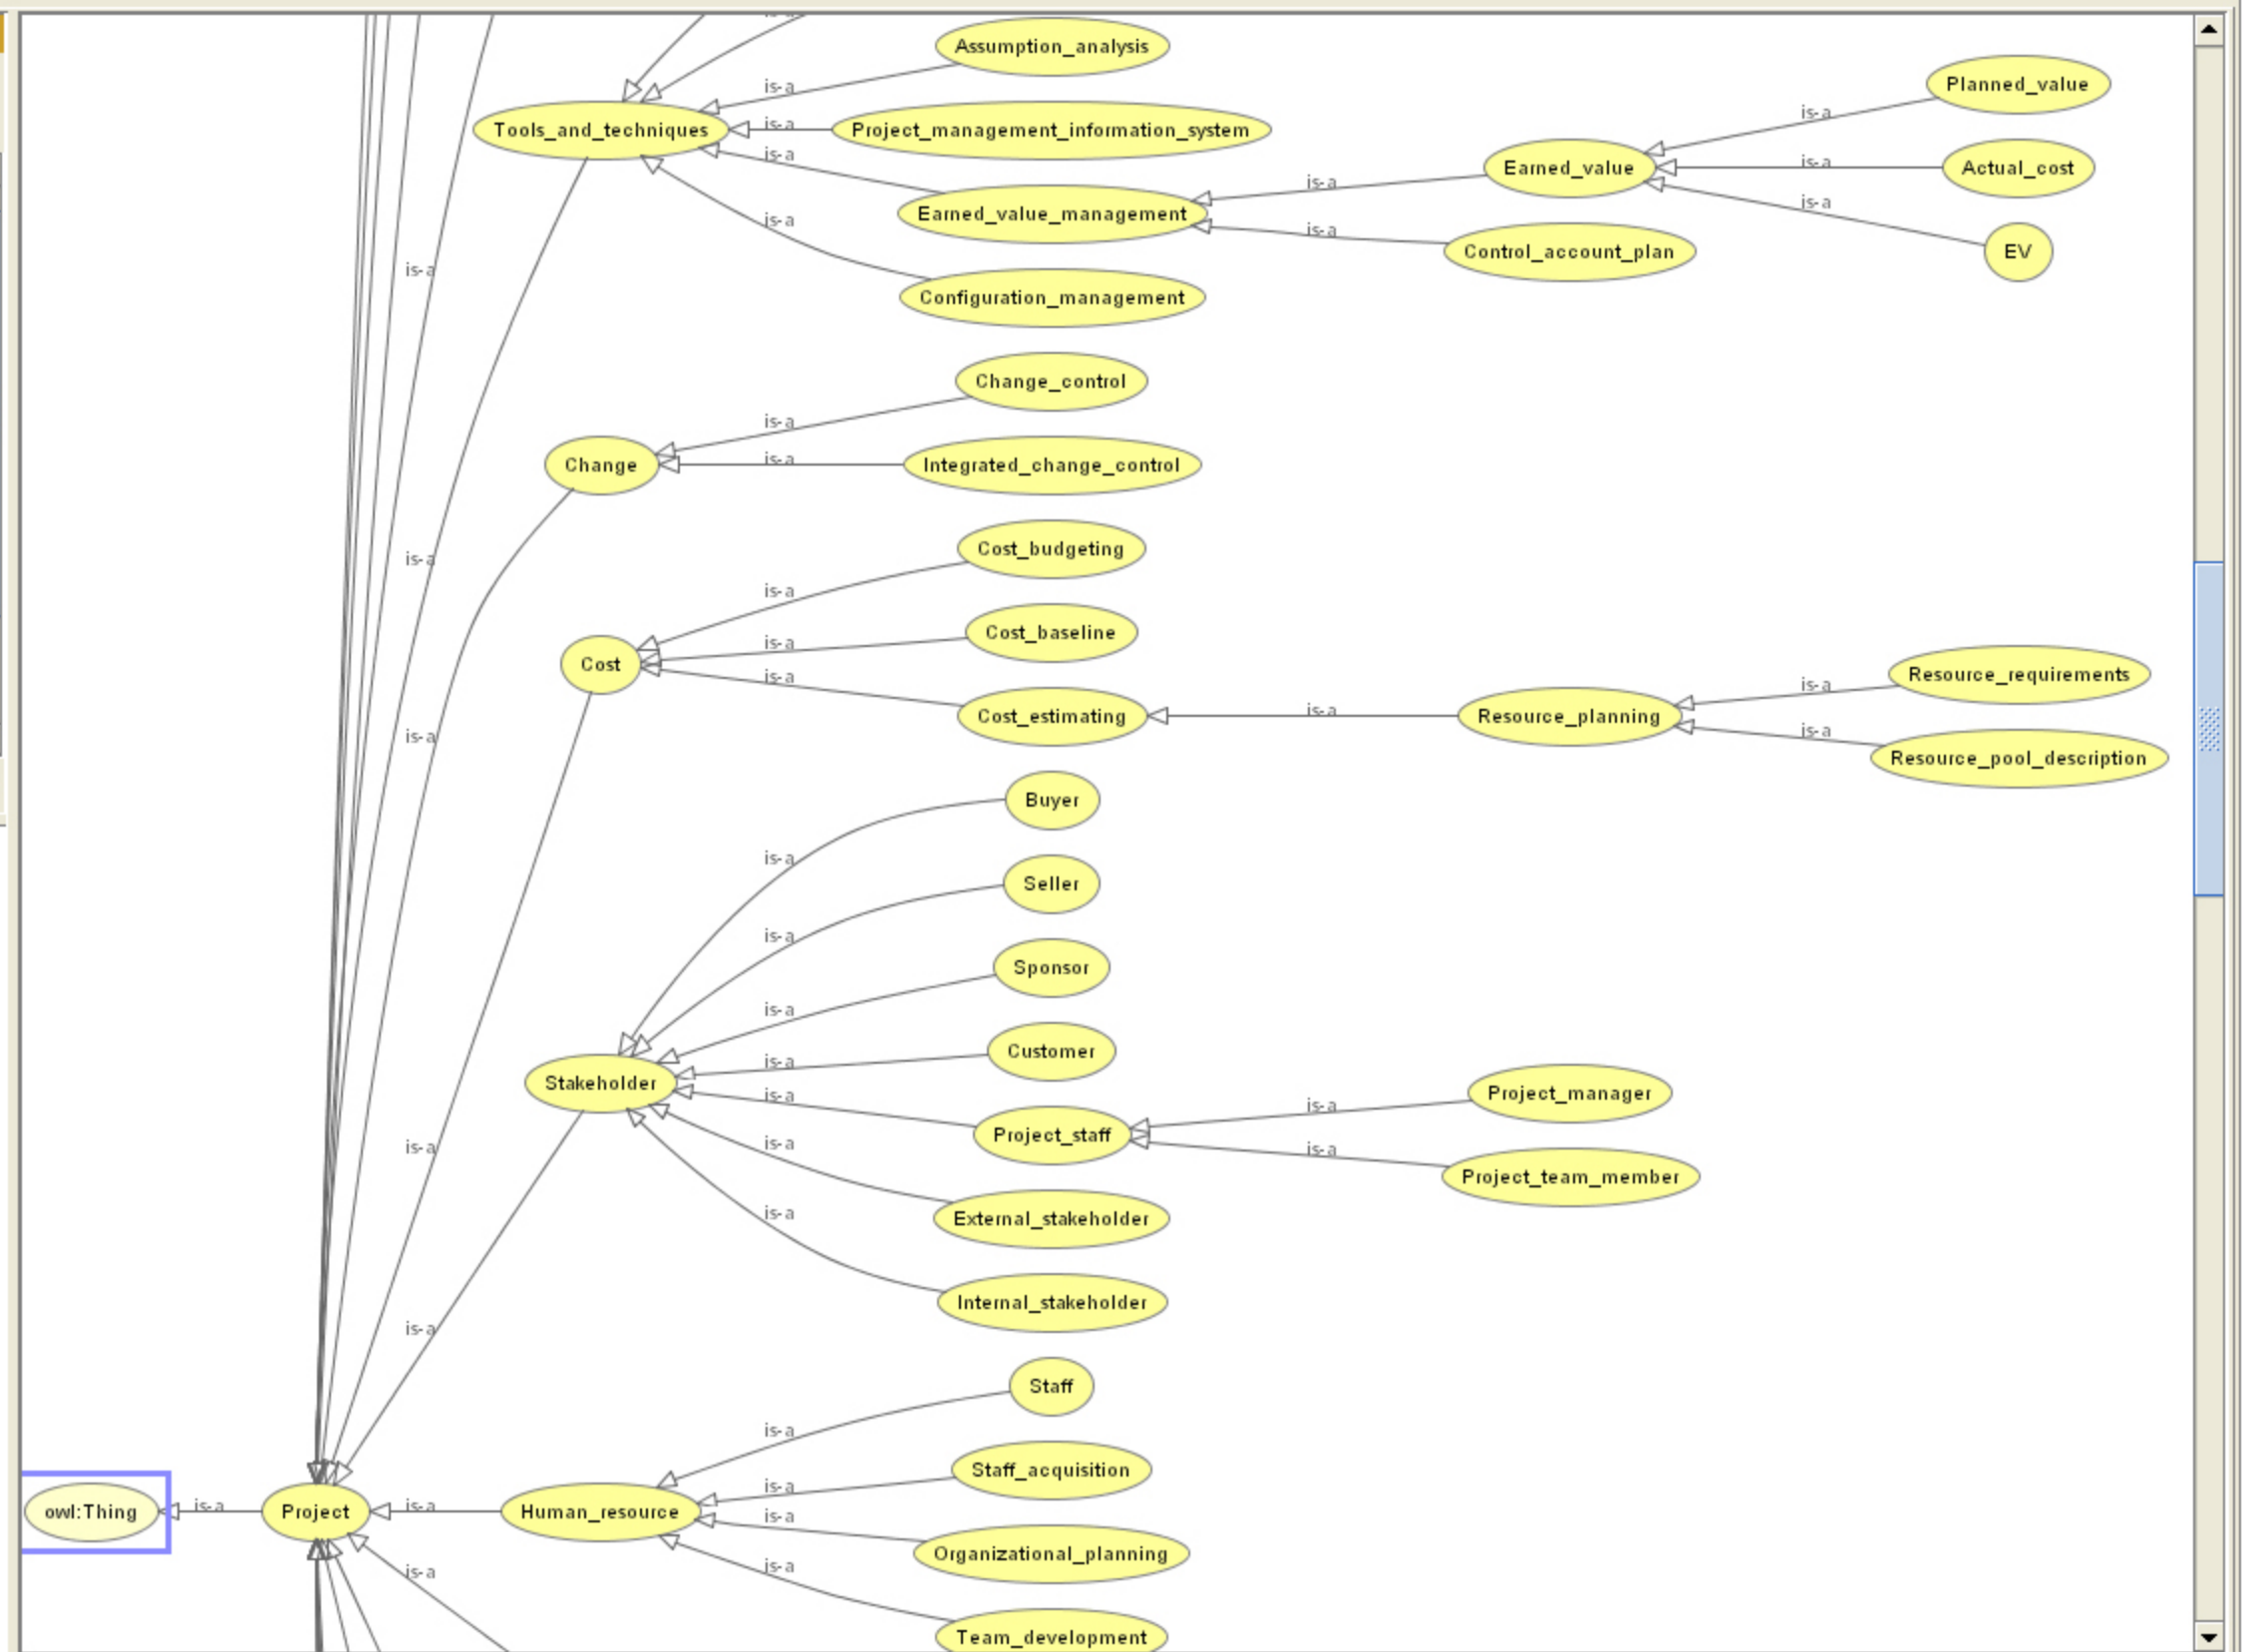 is-a
Assumption_analysis
is-a
Planned_value
is-a
Tools_and_techniques
is-a
Project_management_information_system
is-a
Earned_value
is-a
Actual_cost
is-a
Earned_value_management
is-a
is-a
is-a
Control_account_plan
EV
is-a
Configuration_management
Change_control
is-a
Change
is-a
Integrated_change_control
Cost_budgeting
is-a
is-a
Cost_baseline
is-a
Cost
is-a
Resource_requirements
is-a
Cost_estimating
is-a
Resource_planning
is-a
is-a
Resource_pool_description
Buyer
is-a
Seller
is-a
Sponsor
is-a
Customer
is-a
Stakeholder
is-a
Project_manager
is-a
Project_staff
is-a
is-a
is-a
Project_team_member
External_stakeholder
is-a
Internal_stakeholder
is-a
Staff
is-a
Staff_acquisition
is-a
owl:Thing
is-a
Project
is-a
Human_resource
is-a
Organizational_planning
is-a
is-a
Team_development